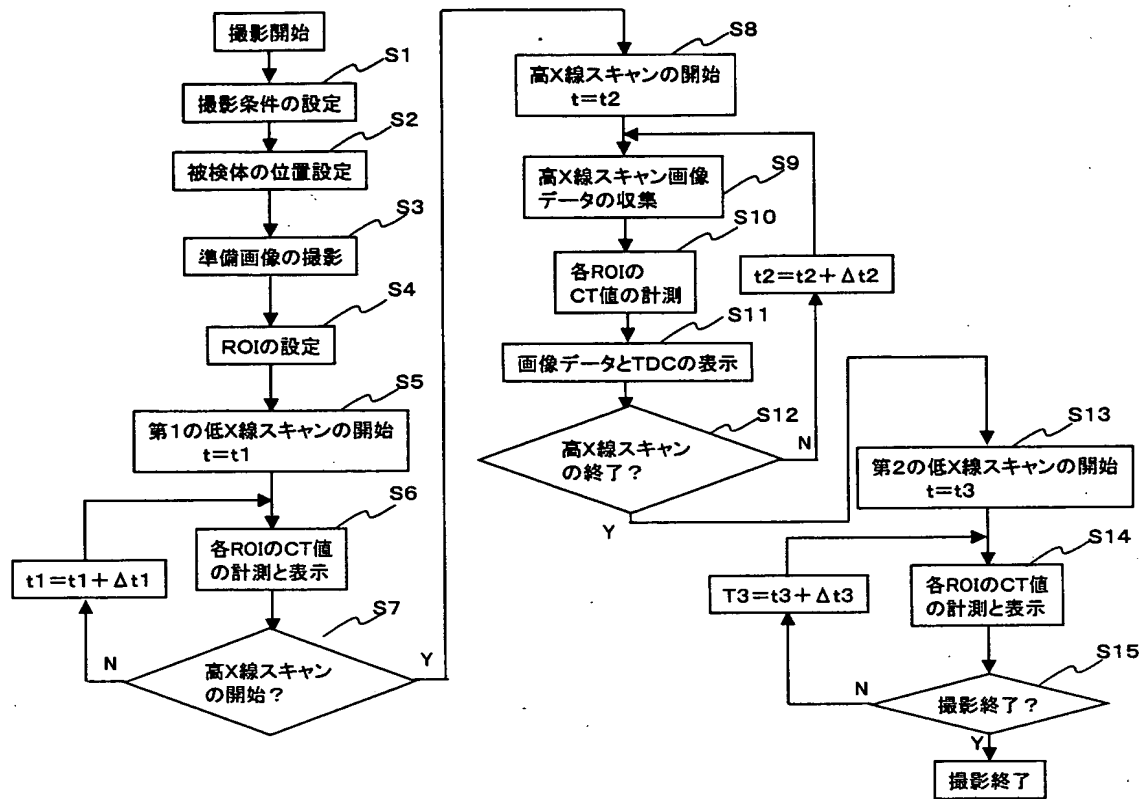 撮影開始
S1
撮影条件の設定
S2
被検体の位置設定
S3
準備画像の撮影
S4
ROIの設定
S5
第1の低X線スキャンの開始
t=t1
S6
各ROIのCT値
の計測と表示
t1=t1+Δt1
S7
高X線スキャン
の開始?
N
Y
S8
高X線スキャンの開始
t=t2
S9
高X線スキャン画像
データの収集
S10
各ROIの
CT値の計測
t2=t2+Δt2
S11
画像データとTDCの表示
S12
高X線スキャン
の終了?
N
Y
S13
第2の低X線スキャンの開始
t=t3
S14
各ROIのCT値
の計測と表示
T3=t3+Δt3
S15
撮影終了?
N
Y
撮影終了